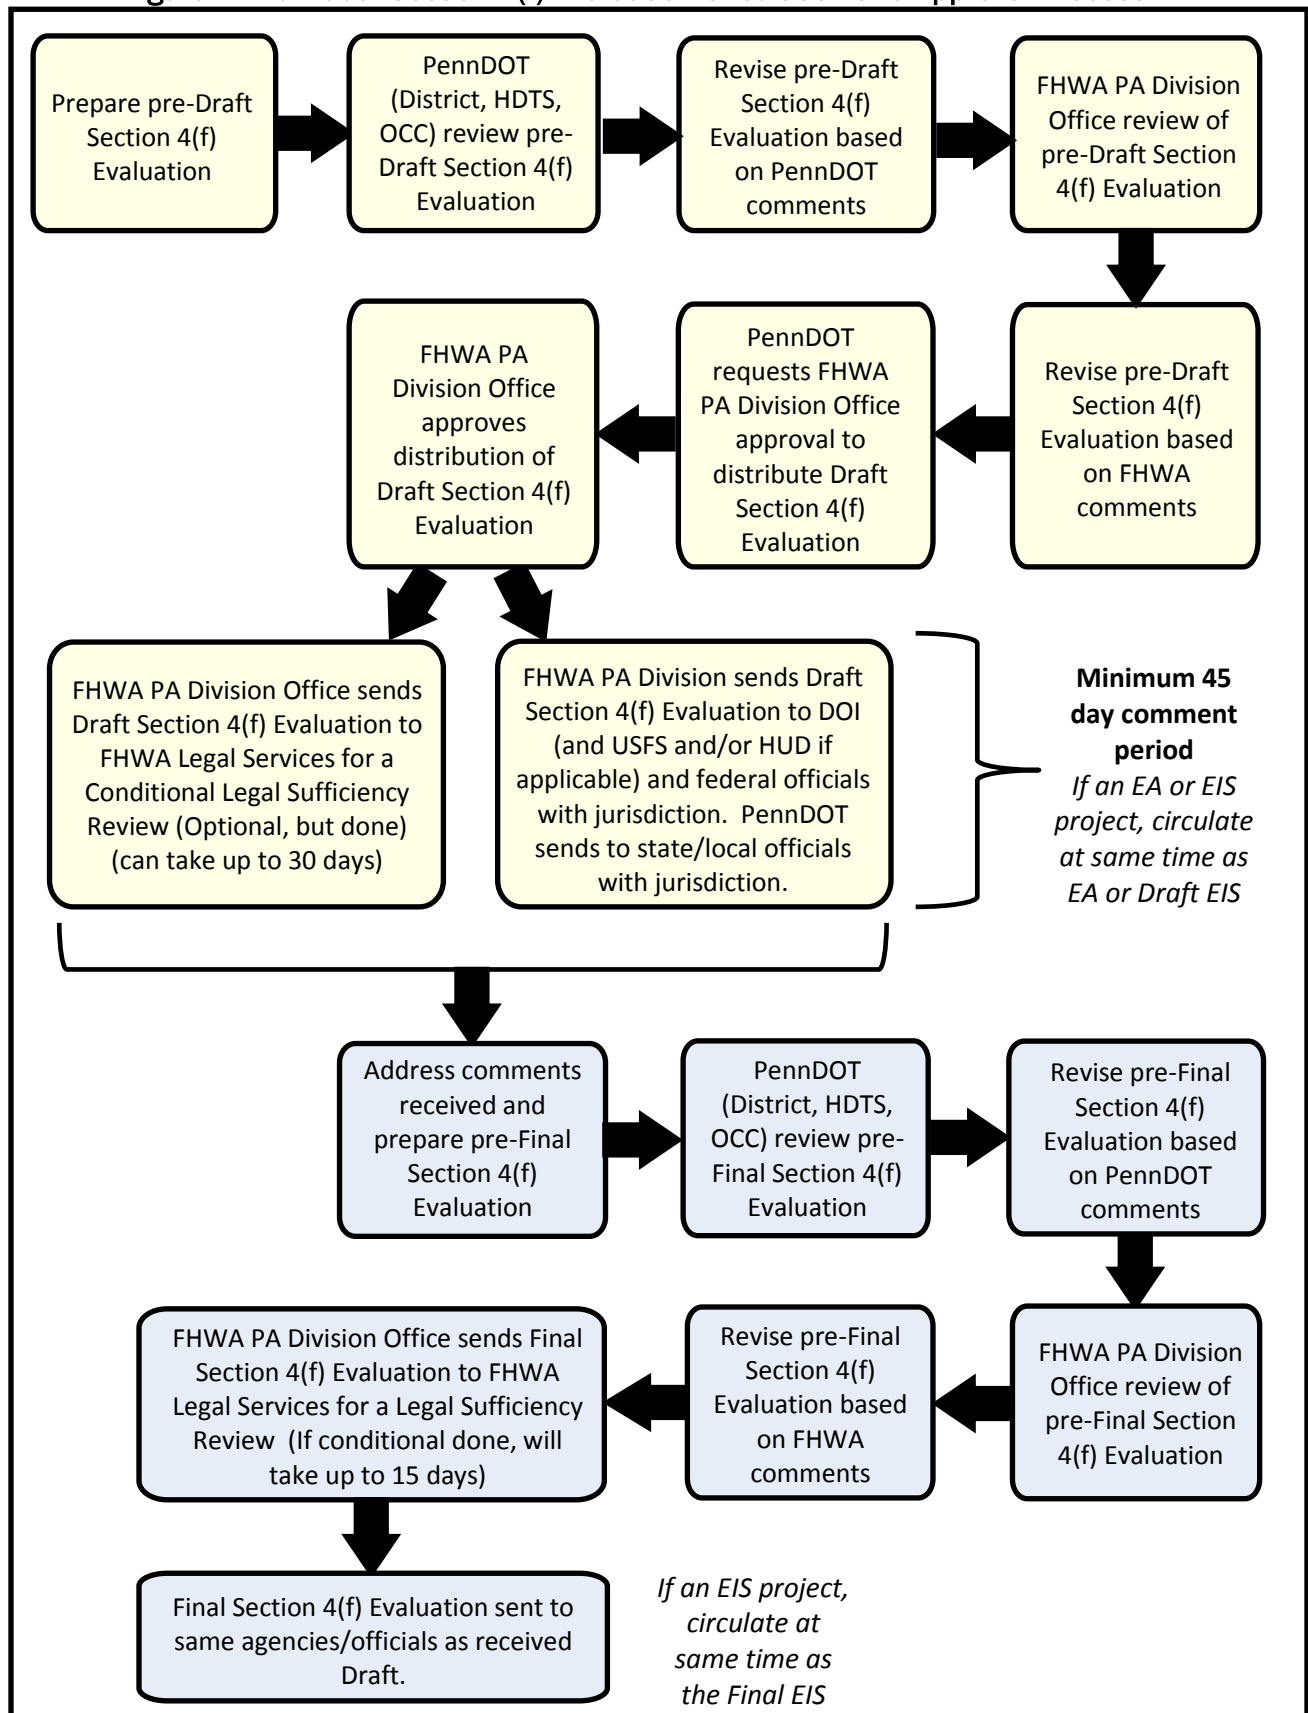 Prepare pre-Draft
Section 4(f)
Evaluation
PennDOT
(District, HDTS,
OCC) review pre-
Draft Section 4(f)
Evaluation
Revise pre-Draft
Section 4(f)
Evaluation based
on PennDOT
comments
FHWA PA Division
Office review of
pre-Draft Section
4(f) Evaluation
Revise pre-Draft
Section 4(f)
Evaluation based
on FHWA
comments
PennDOT
requests FHWA
PA Division Office
approval to
distribute Draft
Section 4(f)
Evaluation
FHWA PA
Division Office
approves
distribution of
Draft Section 4(f)
Evaluation
FHWA PA Division Office sends
Draft Section 4(f) Evaluation to
FHWA Legal Services for a
Conditional Legal Sufficiency
Review (Optional, but done)
(can take up to 30 days)
FHWA PA Division sends Draft
Section 4(f) Evaluation to DOI
(and USFS and/or HUD if
applicable) and federal officials
with jurisdiction.  PennDOT
sends to state/local officials
with jurisdiction.
Minimum 45
day comment
period
If an EA or EIS
project, circulate
at same time as
EA or Draft EIS
Address comments
received and
prepare pre-Final
Section 4(f)
Evaluation
PennDOT
(District, HDTS,
OCC) review pre-
Final Section 4(f)
Evaluation
Revise pre-Final
Section 4(f)
Evaluation based
on PennDOT
comments
FHWA PA Division
Office review of
pre-Final Section
4(f) Evaluation
Revise pre-Final
Section 4(f)
Evaluation based
on FHWA
comments
FHWA PA Division Office sends Final
Section 4(f) Evaluation to FHWA
Legal Services for a Legal Sufficiency
Review  (If conditional done, will
take up to 15 days)
Final Section 4(f) Evaluation sent to
same agencies/officials as received
Draft.
If an EIS project,
circulate at
same time as
the Final EIS